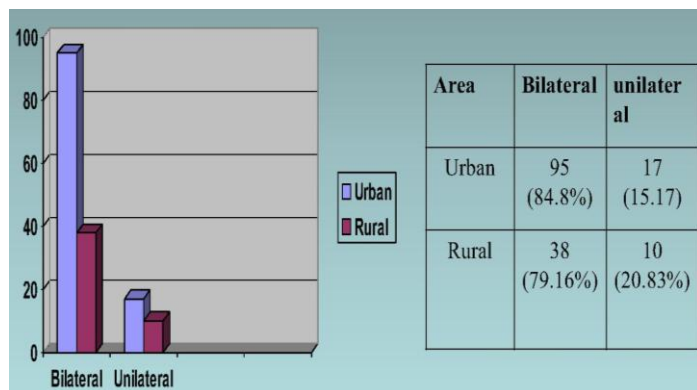 100
80
60
40
20
0
Bilateral Unilateral
Urban
Rural
Area Bilateral unilater
al
Urban 95 17
(84.8%) (15.17)
Rural 38 10
(79.16%) (20.83%)